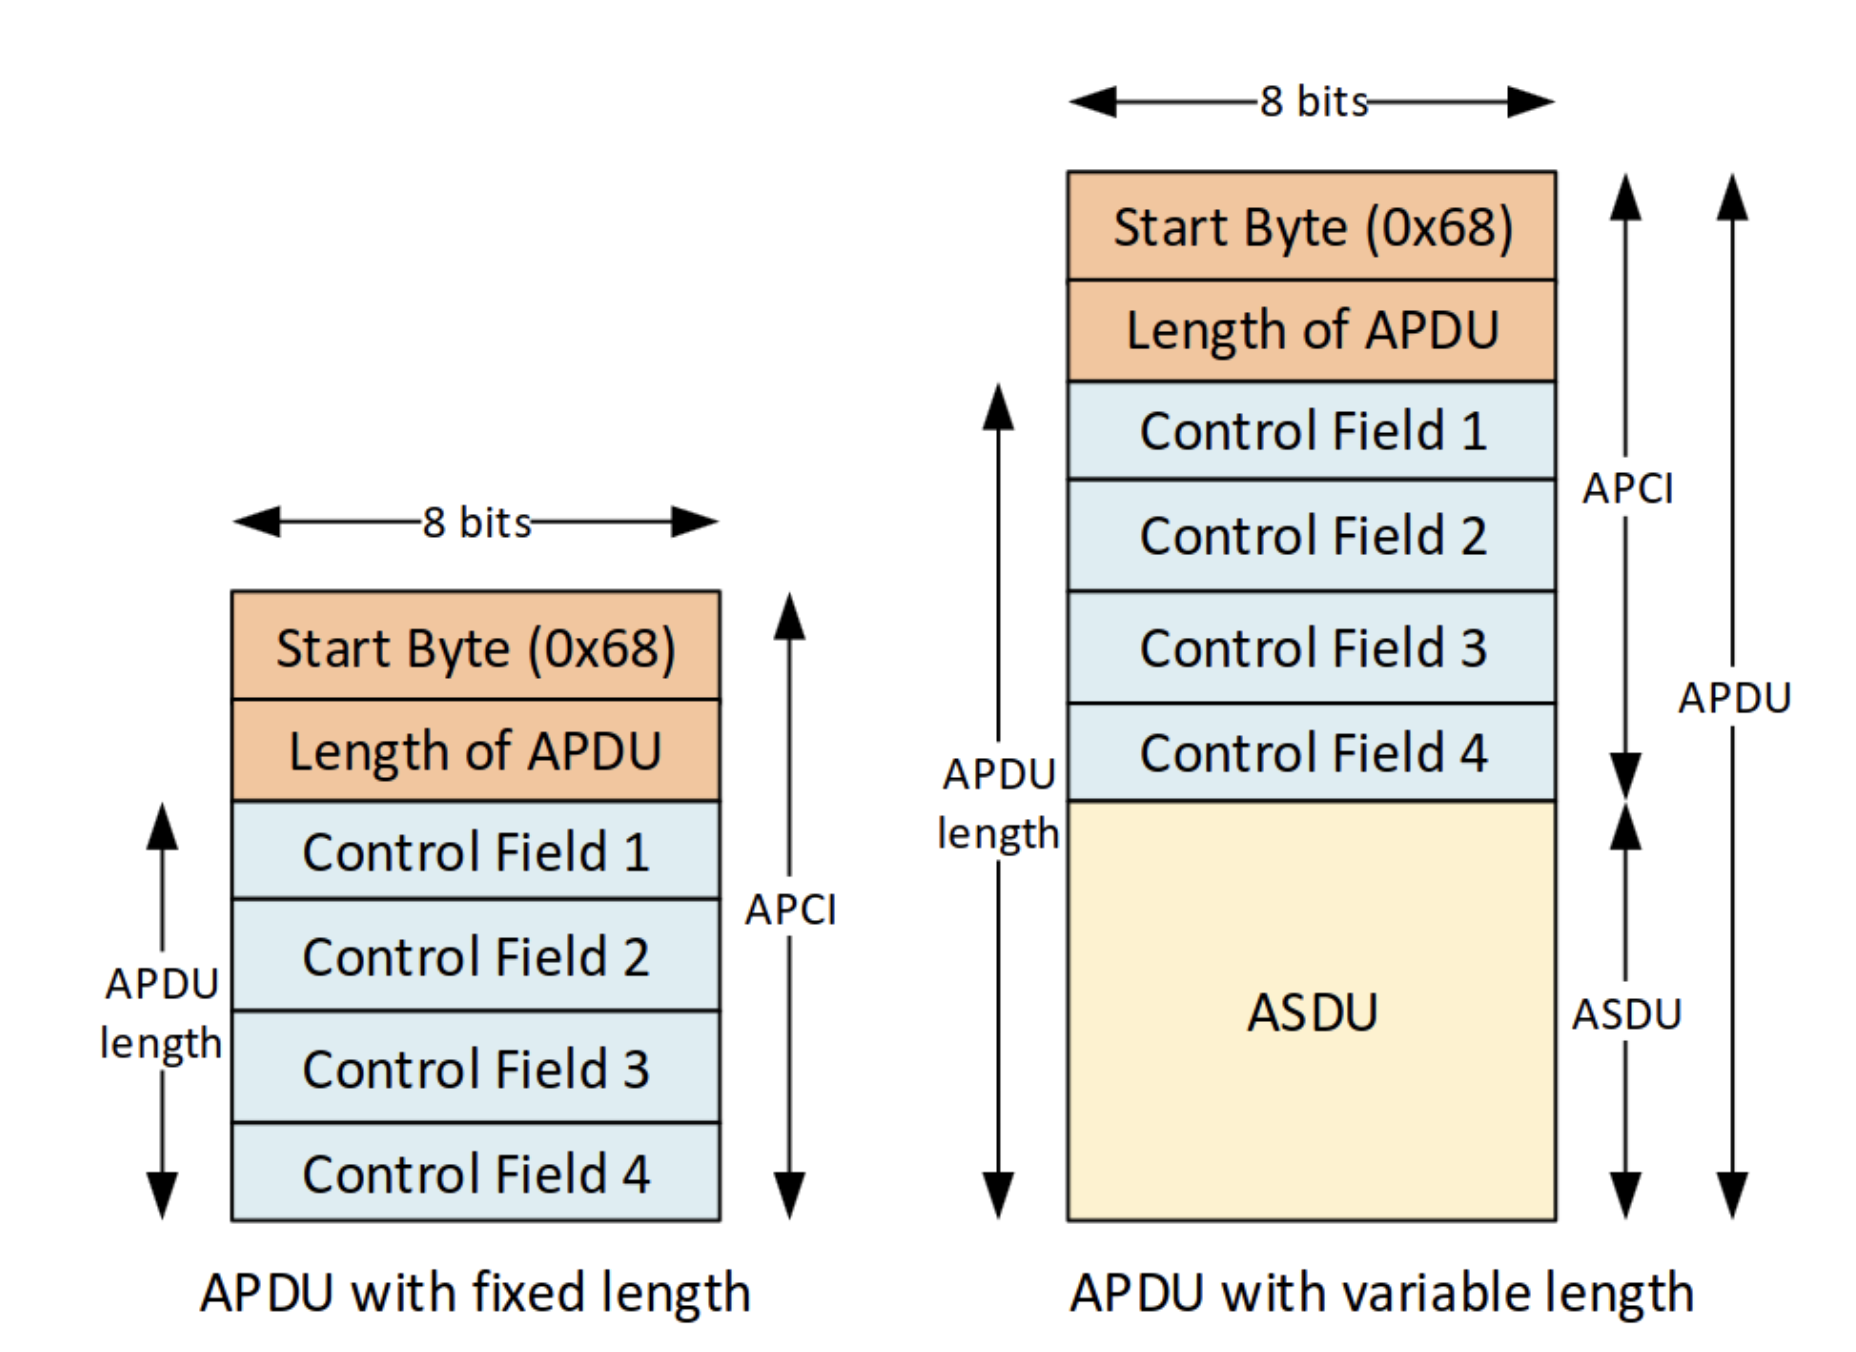 8 bits
Start Byte (0x68)
Length of APDU
Control Field 1
Control Field 2
Control Field 3
Control Field 4
APDU
length
APCI
APDU with fixed length
8 bits
Start Byte (0x68)
Length of APDU
Control Field 1
Control Field 2
Control Field 3
Control Field 4
ASDU
APDU
length
APCI
ASDU
APDU
APDU with variable length